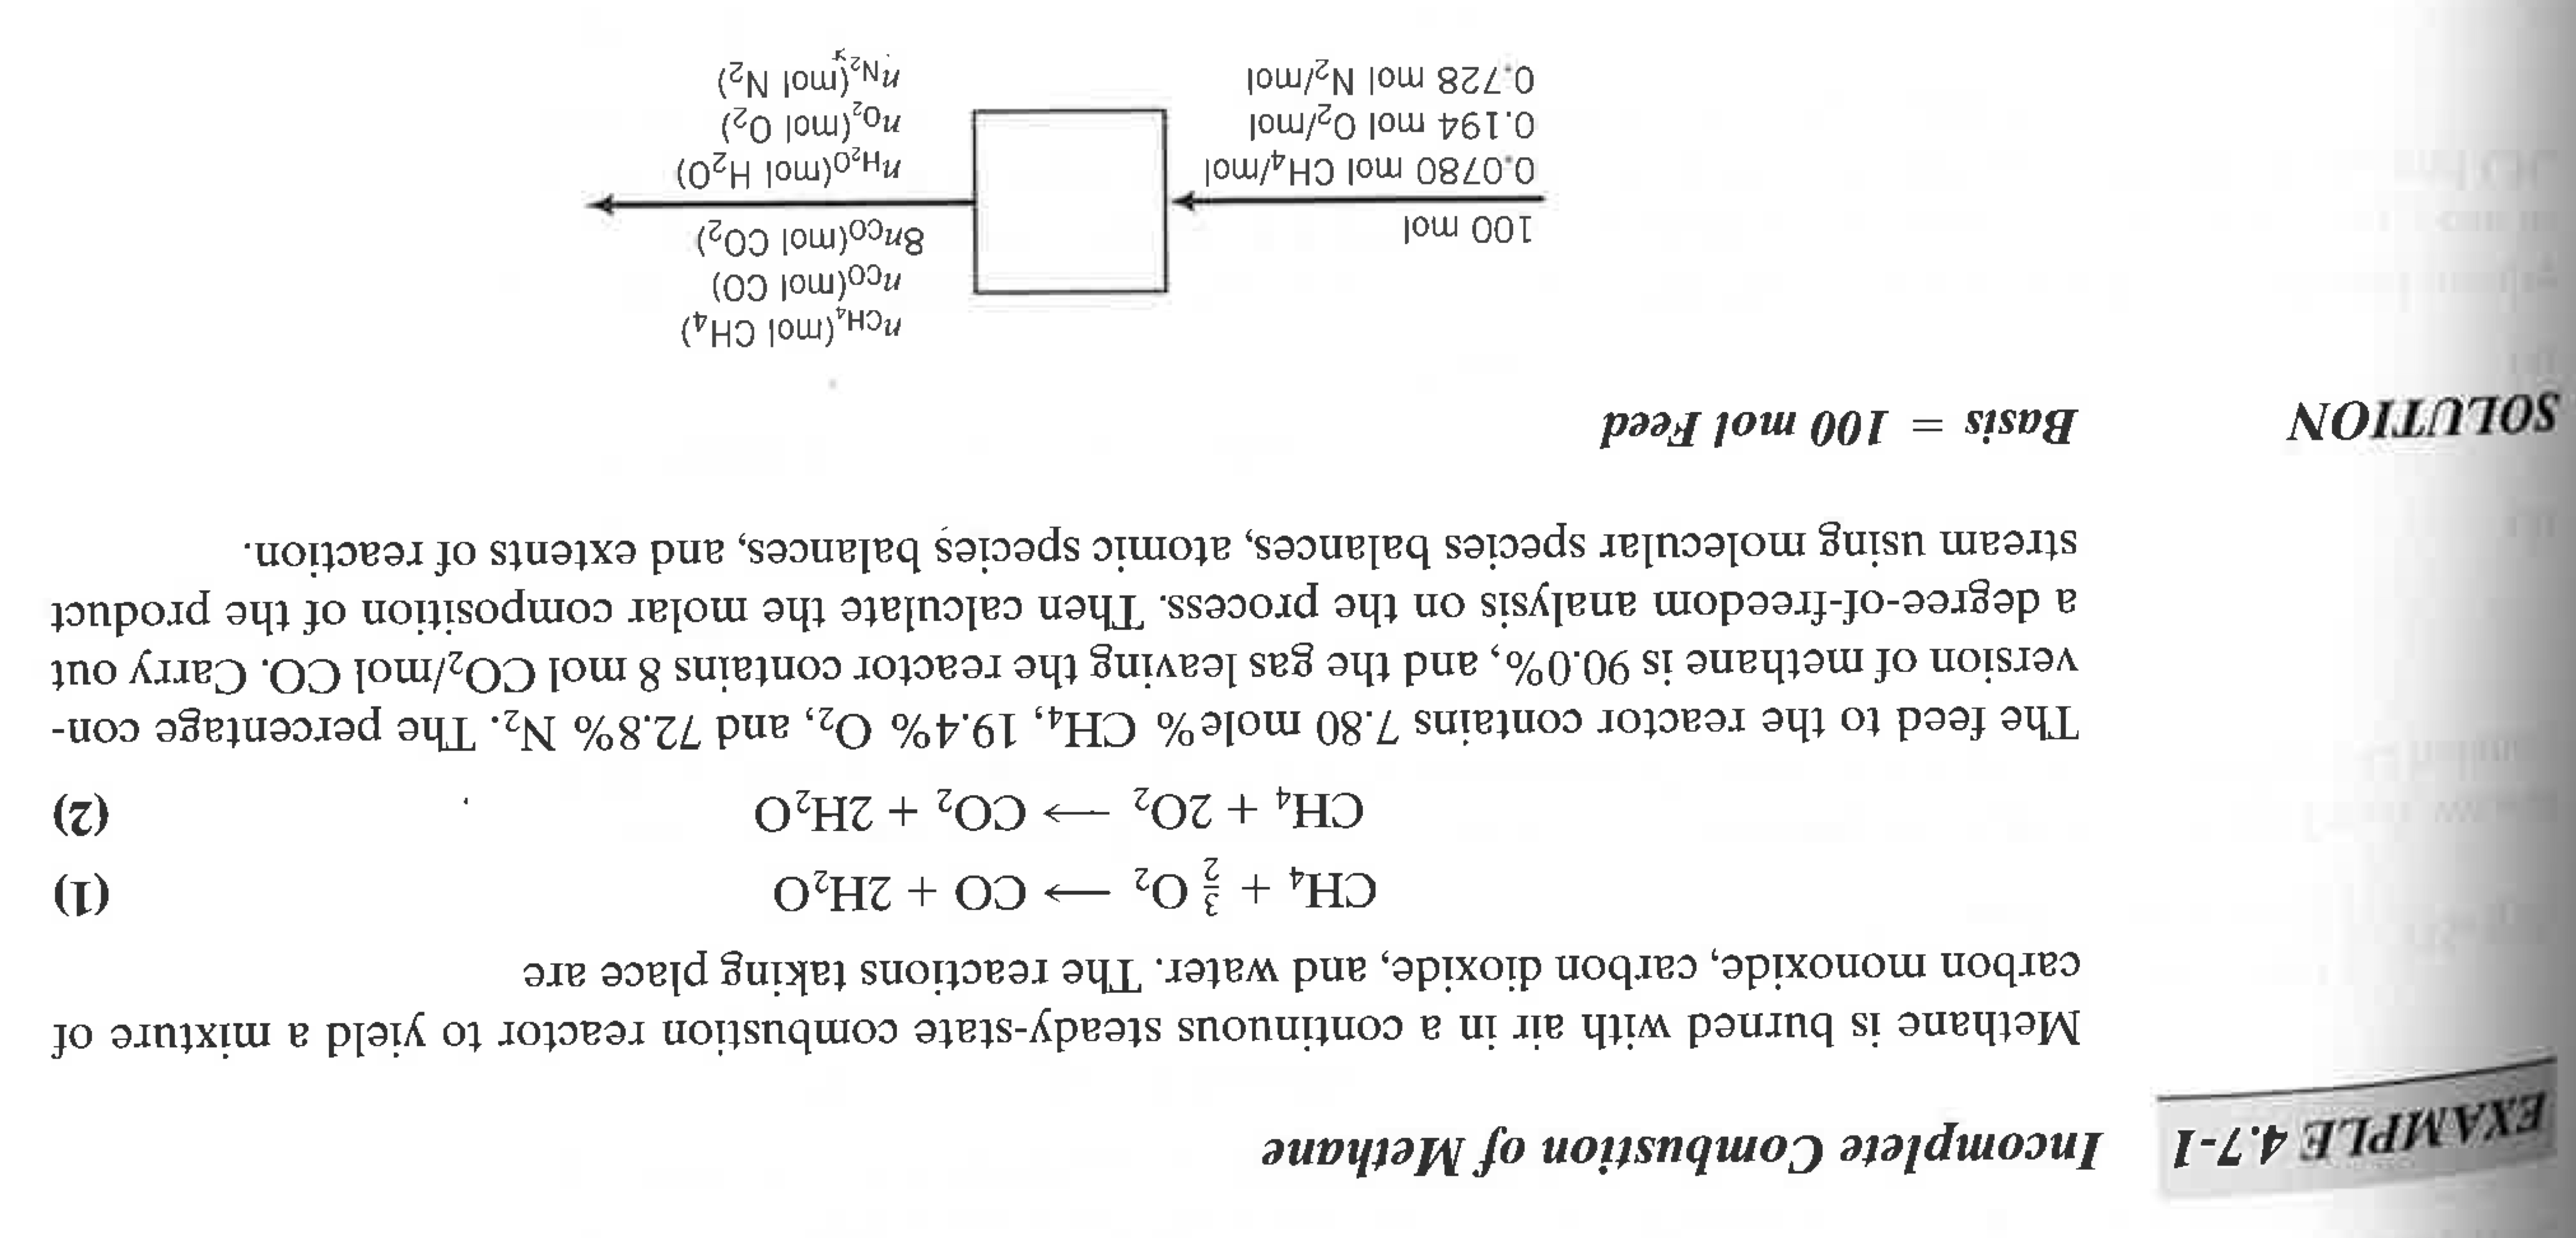 EXAMPLE 4.7-1 Incomplete Combustion of Methane
Methane is burned with air in a continuous steady-state combustion reactor to yield a mixture of
carbon monoxide, carbon dioxide, and water. The reactions taking place are
CH₄ + 3/2 O₂ → CO + 2H₂O (1)
CH₄ + 2O₂ → CO₂ + 2H₂O (2)
The feed to the reactor contains 7.80 mole% CH₄, 19.4% O₂, and 72.8% N₂. The percentage con-
version of methane is 90.0%, and the gas leaving the reactor contains 8 mol CO₂/mol CO. Carry out
a degree-of-freedom analysis on the process. Then calculate the molar composition of the product
stream using molecular species balances, atomic species balances, and extents of reaction.
SOLUTION Basis = 100 mol Feed
100 mol
0.0780 mol CH₄/mol
0.194 mol O₂/mol
0.728 mol N₂/mol
n_CH₄(mol CH₄)
n_CO(mol CO)
8n_CO(mol CO₂)
n_H₂O(mol H₂O)
n_O₂(mol O₂)
n_N₂(mol N₂)